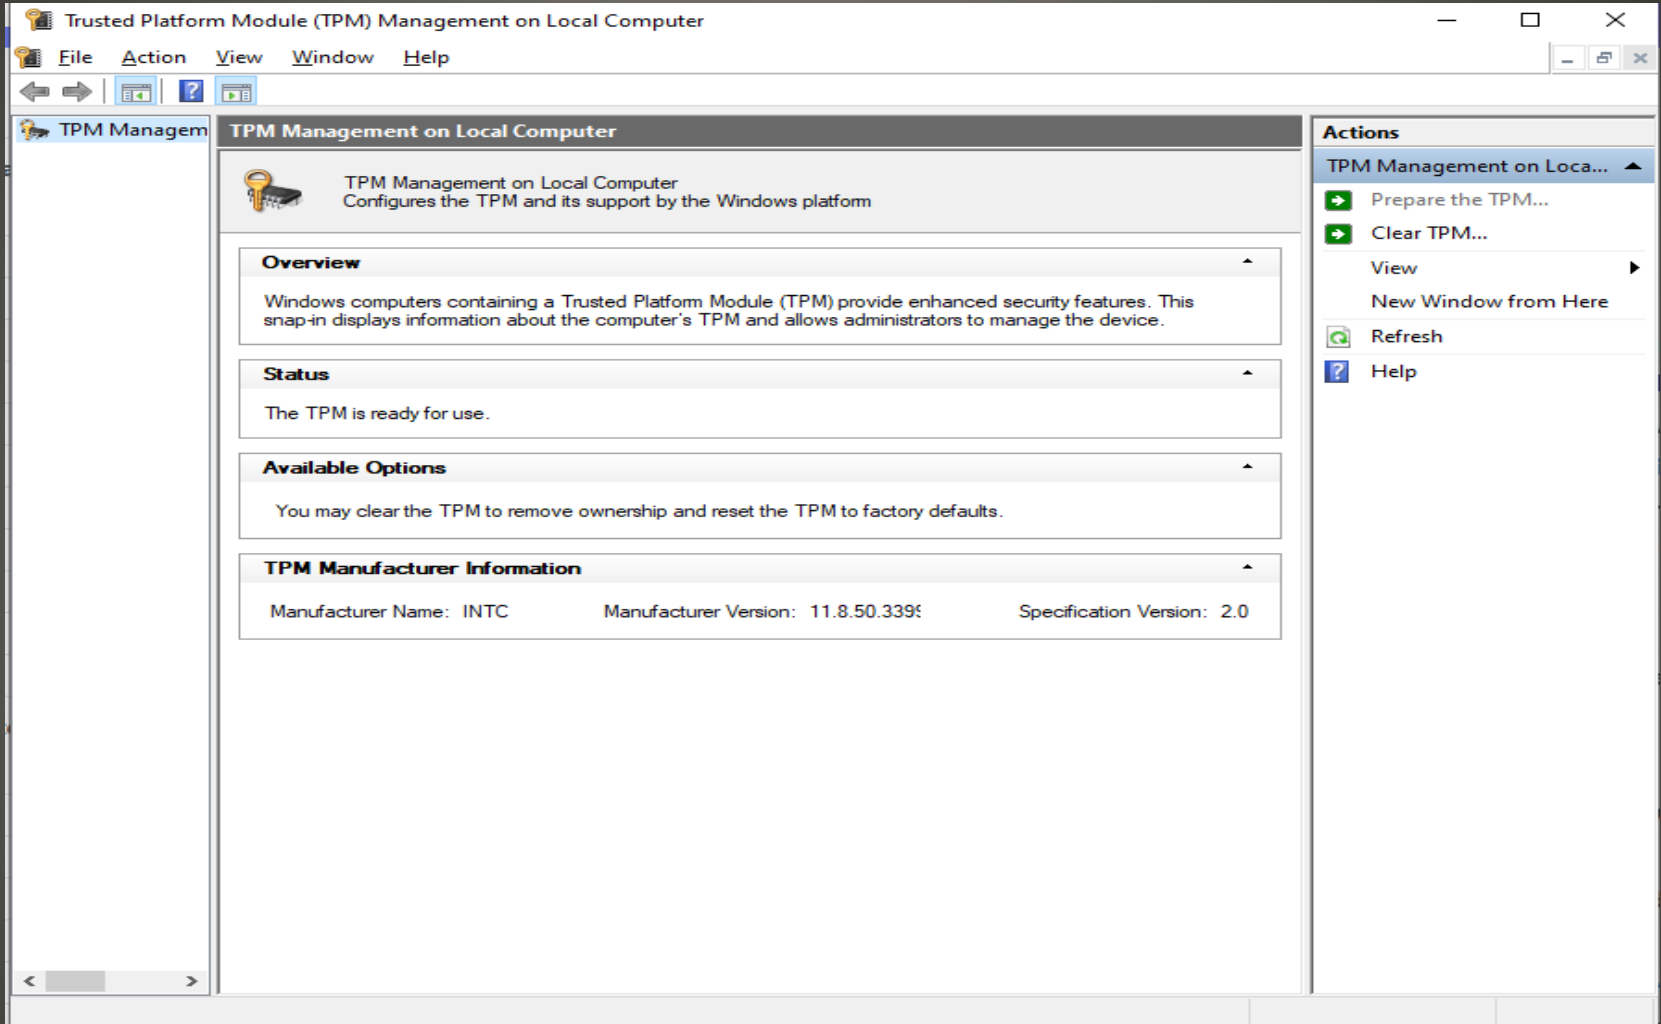 Trusted Platform Module (TPM) Management on Local Computer
File Action View Window Help
TPM Managem
TPM Management on Local Computer
TPM Management on Local Computer
Configures the TPM and its support by the Windows platform
Overview
Windows computers containing a Trusted Platform Module (TPM) provide enhanced security features. This
snap-in displays information about the computer's TPM and allows administrators to manage the device.
Status
The TPM is ready for use.
Available Options
You may clear the TPM to remove ownership and reset the TPM to factory defaults.
TPM Manufacturer Information
Manufacturer Name: INTC Manufacturer Version: 11.8.50.3399 Specification Version: 2.0
Actions
TPM Management on Loca...
Prepare the TPM...
Clear TPM...
View
New Window from Here
Refresh
Help